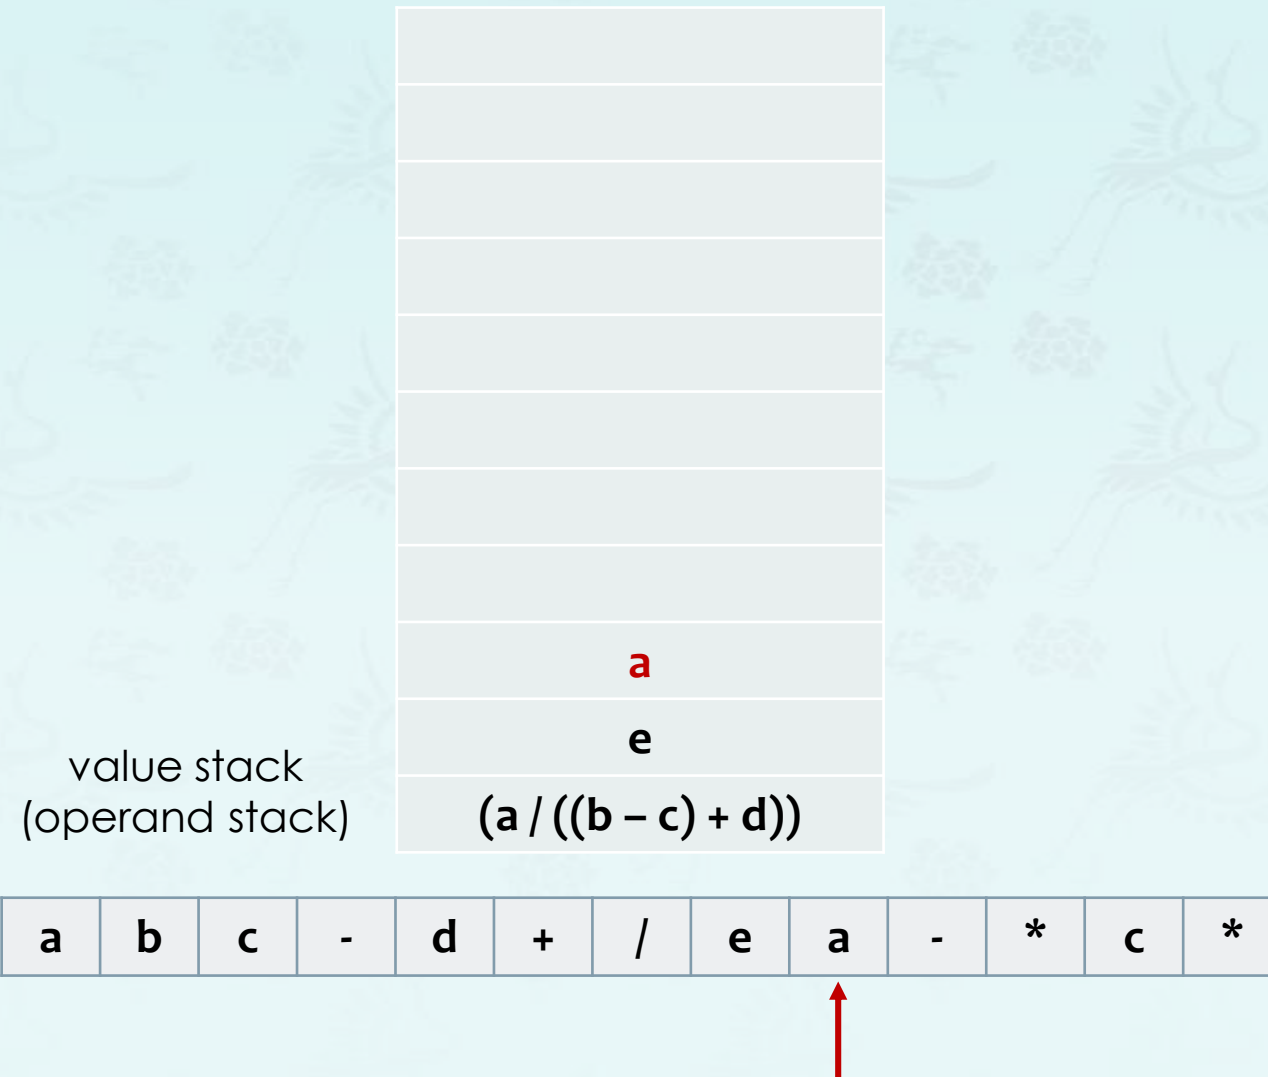 a
e
value stack
(operand stack)
(a / ((b – c) + d))
a b c - d + / e a - * c *